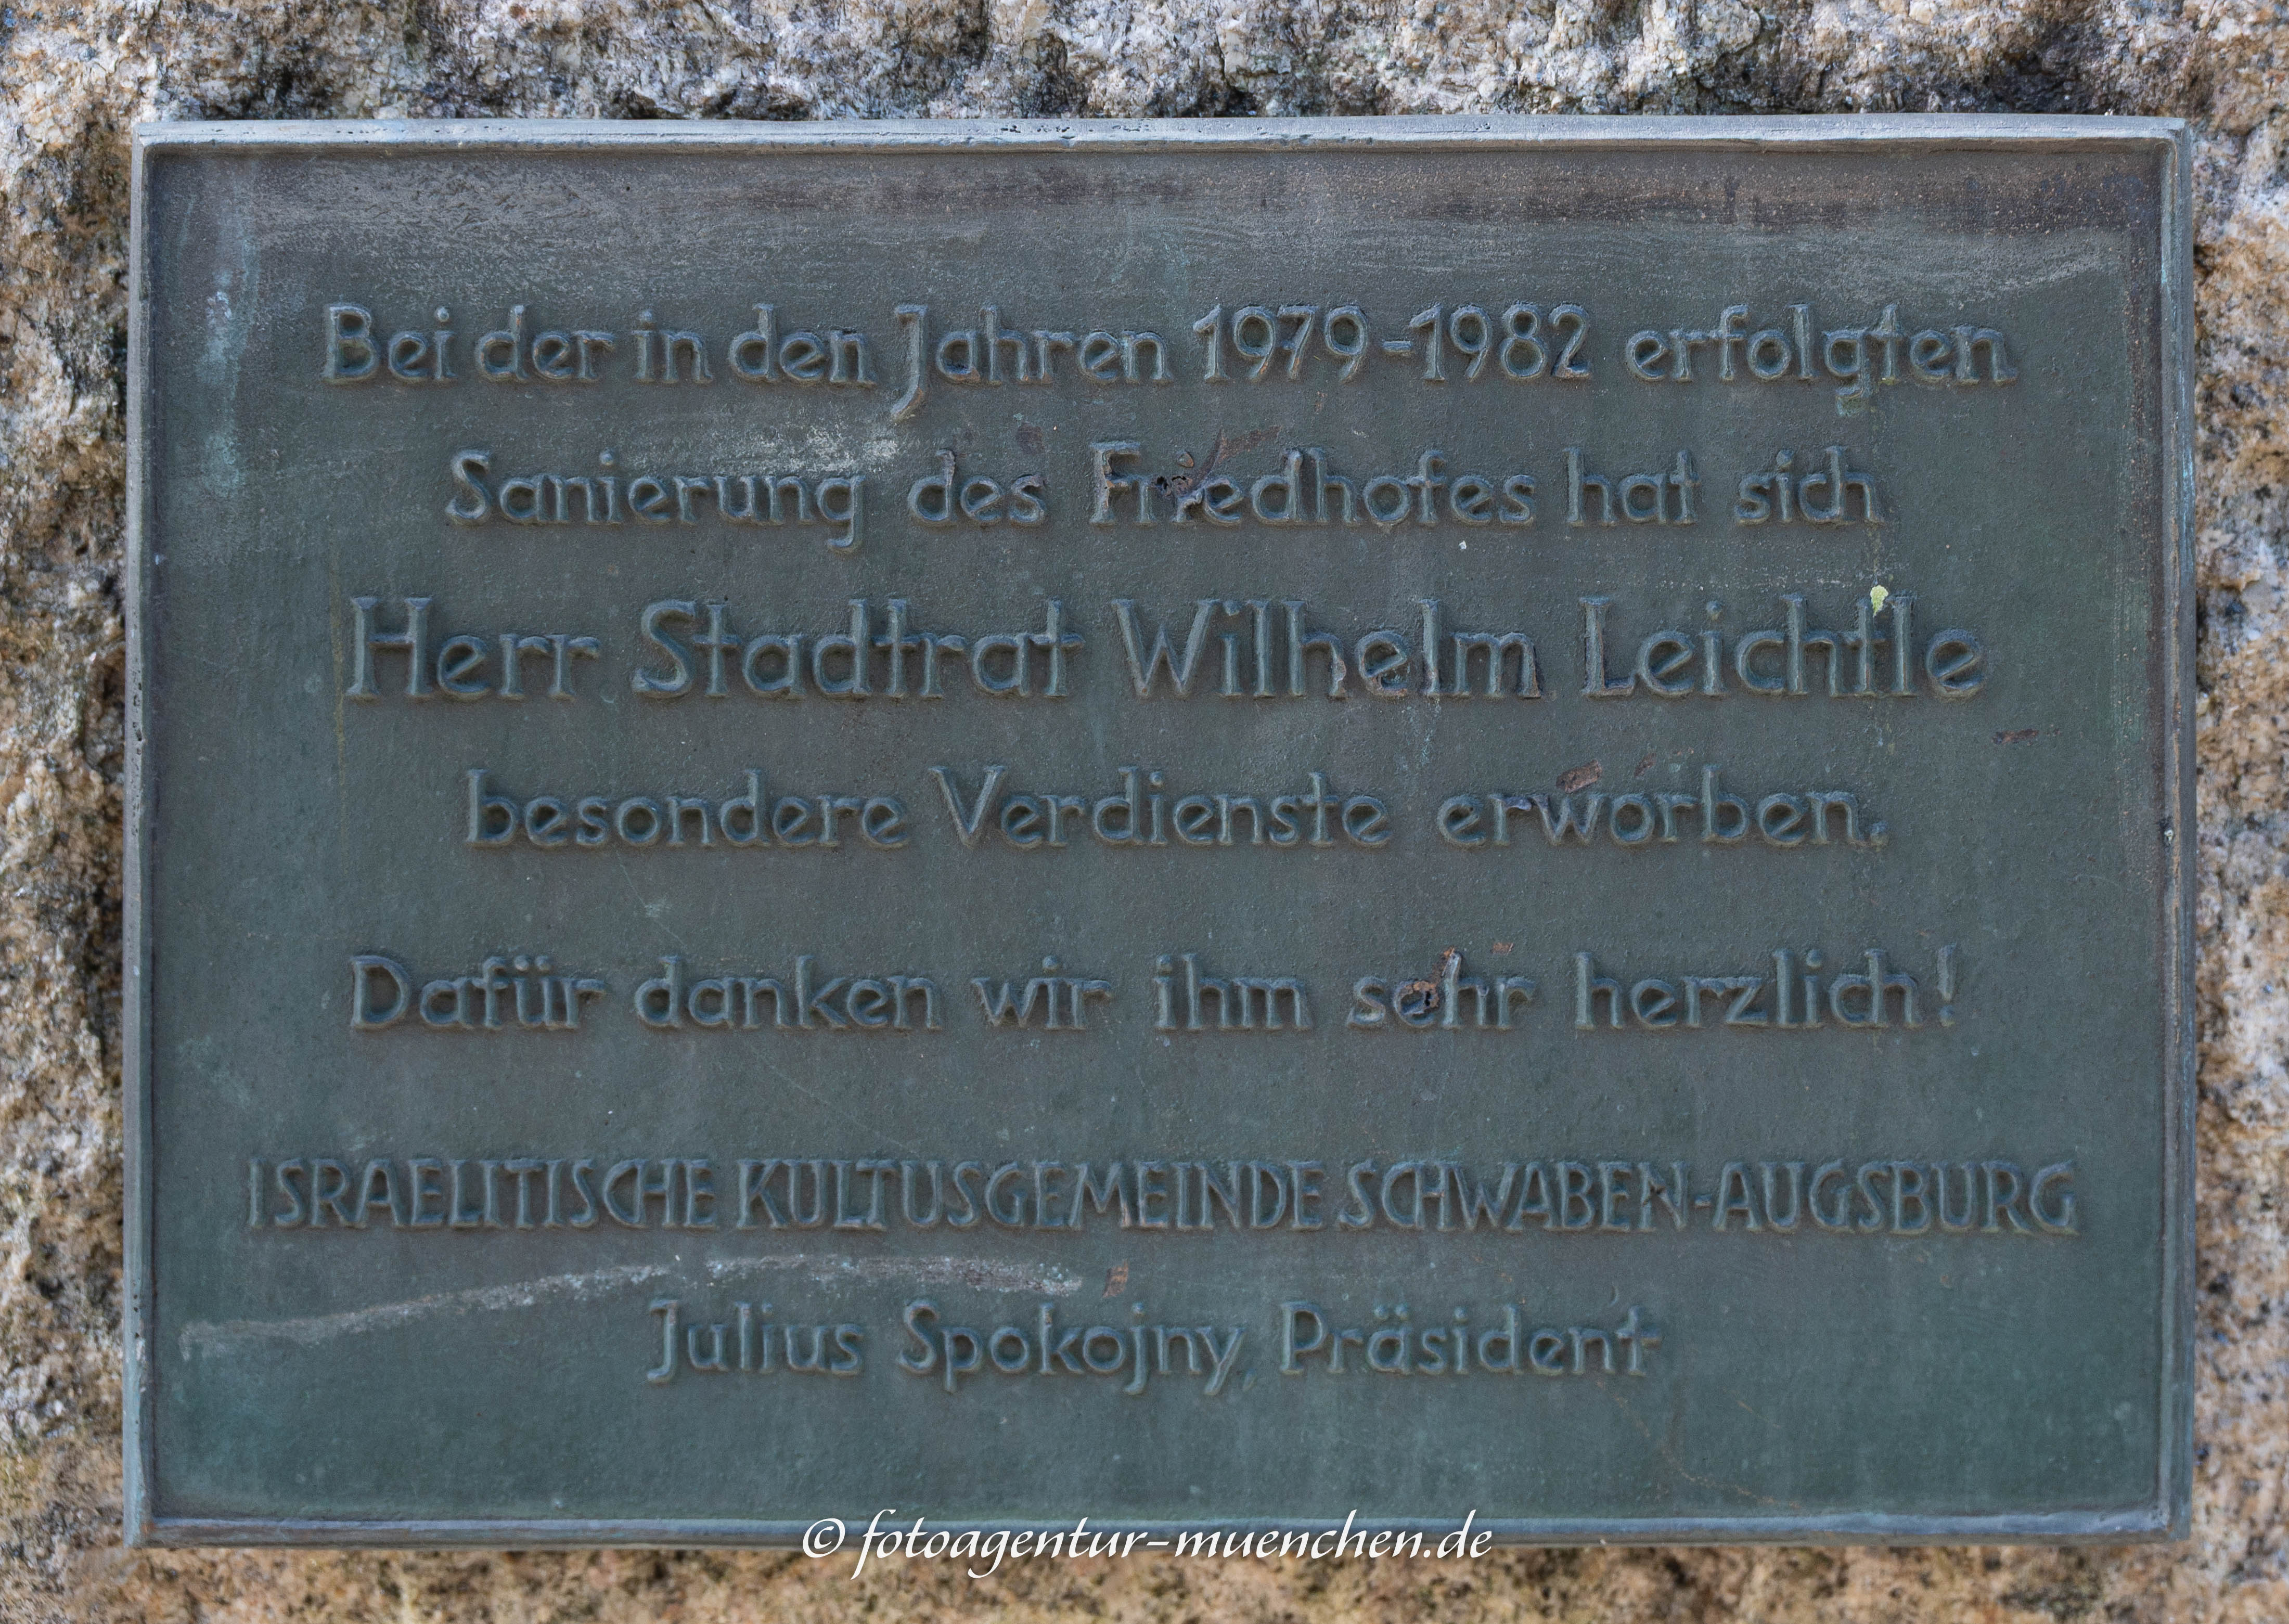 Bei der in den Jahren 1979-1982 erfolgten
Sanierung des Friedhofes hat sich
Herr Stadtrat Wilhelm Leichtle
besondere Verdienste erworben.
Dafür danken wir ihm sehr herzlich!
ISRAELITISCHE KULTUSGEMEINDE SCHWABEN-AUGSBURG
Julius Spokojny, Präsident
© fotoagentur-muenchen.de